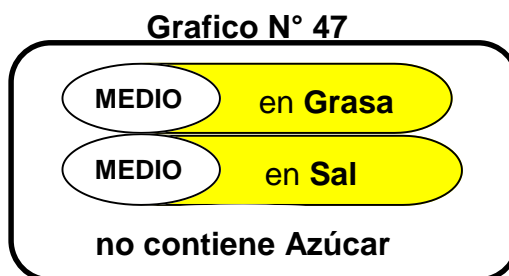 Grafico N° 47
MEDIO en Grasa
MEDIO en Sal
no contiene Azúcar